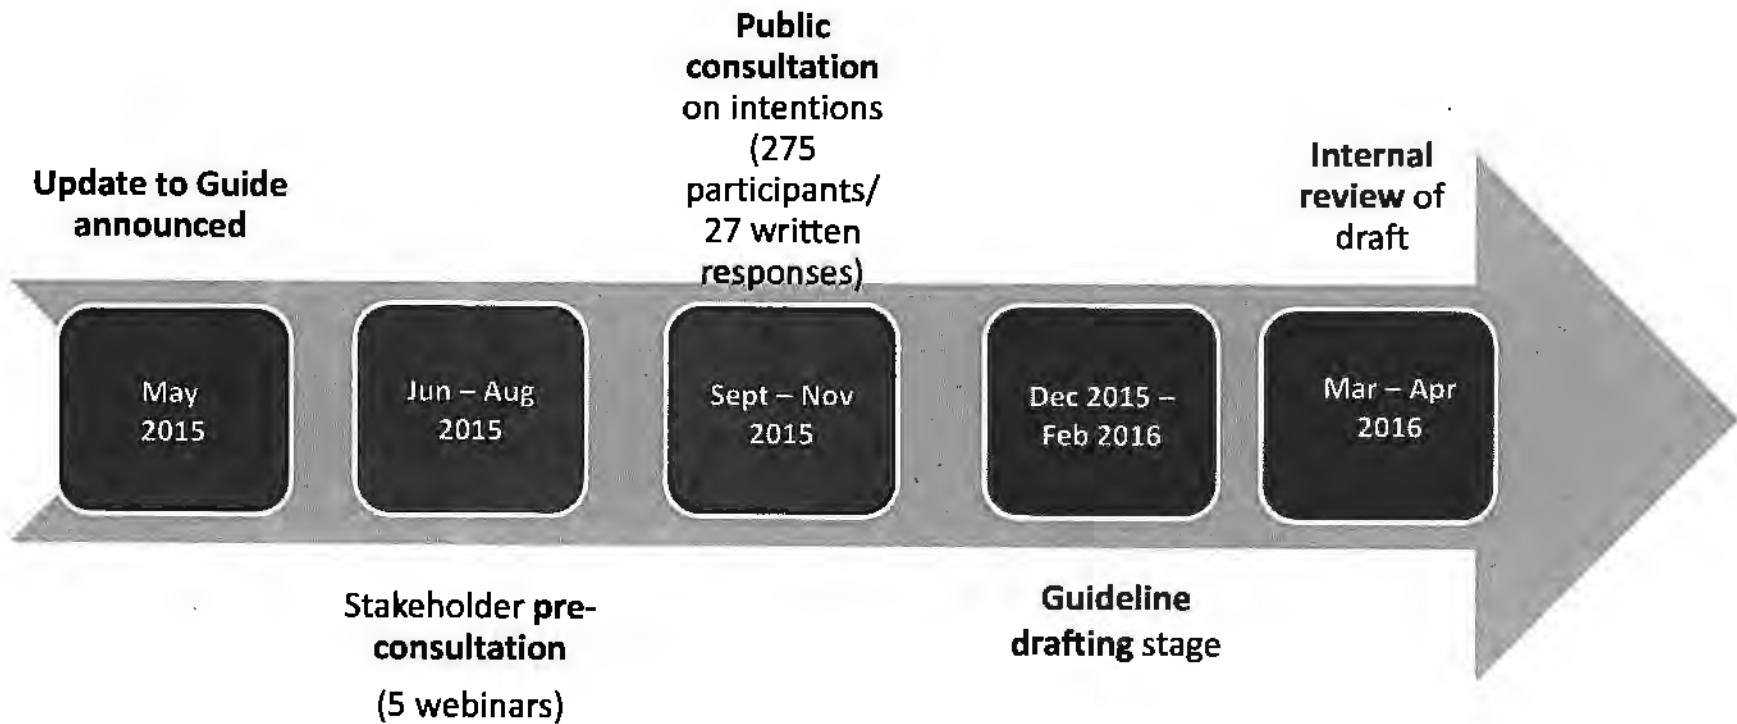 Public
consultation
on intentions
(275
participants/
27 written
responses)
Update to Guide
announced
Internal
review of
draft
May
2015
Jun – Aug
2015
Sept – Nov
2015
Dec 2015 –
Feb 2016
Mar – Apr
2016
Stakeholder pre-
consultation
(5 webinars)
Guideline
drafting stage